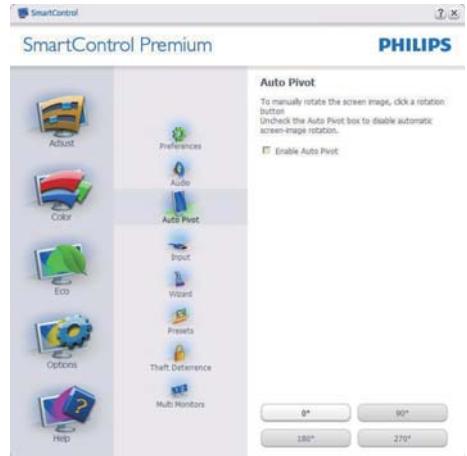 SmartControl
SmartControl Premium
PHILIPS
Adjust
Color
Eco
Options
Help
Preferences
Audio
Auto Pivot
Input
Wizard
Presets
Theft Deterrence
Multi Monitors
Auto Pivot
To manually rotate the screen image, click a rotation
button
Uncheck the Auto Pivot box to disable automatic
screen-image rotation.
Enable Auto Pivot
0°
90°
180°
270°